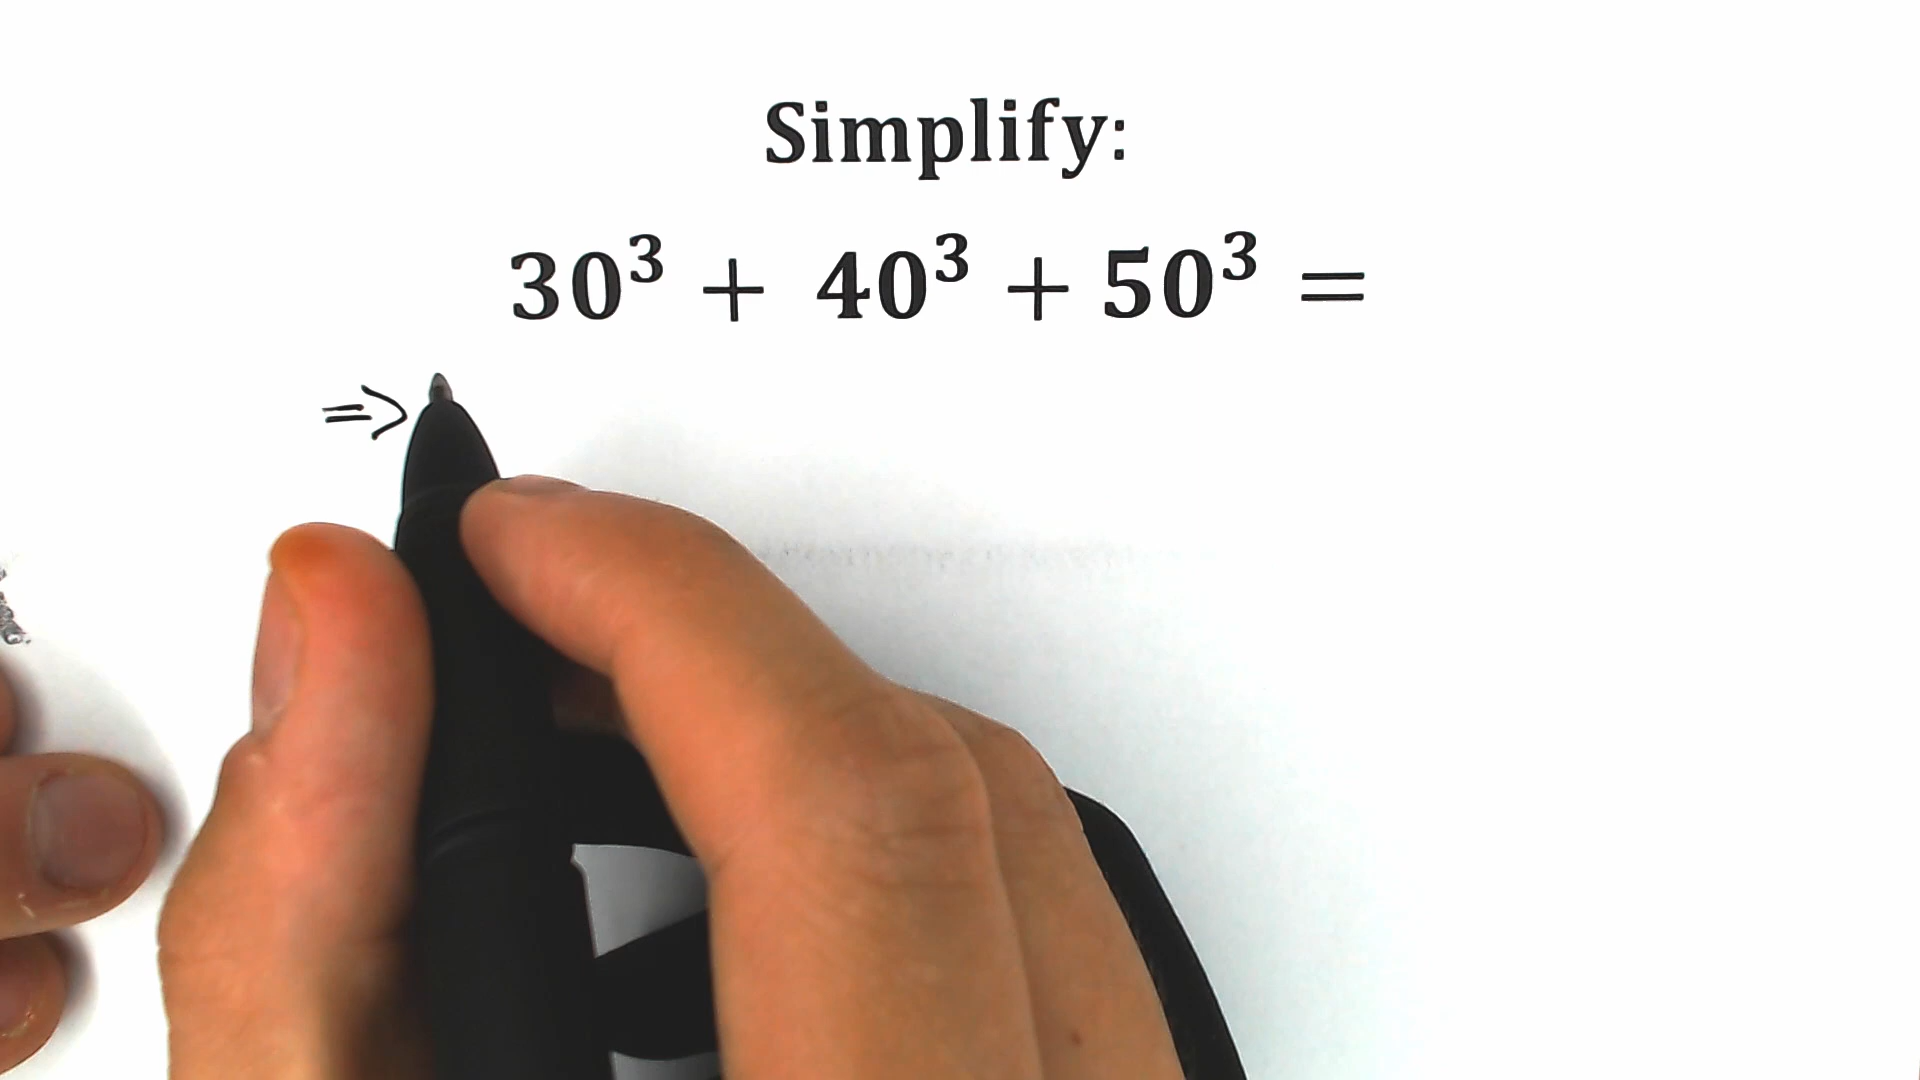 Simplify:
30³ + 40³ + 50³ =
⇒